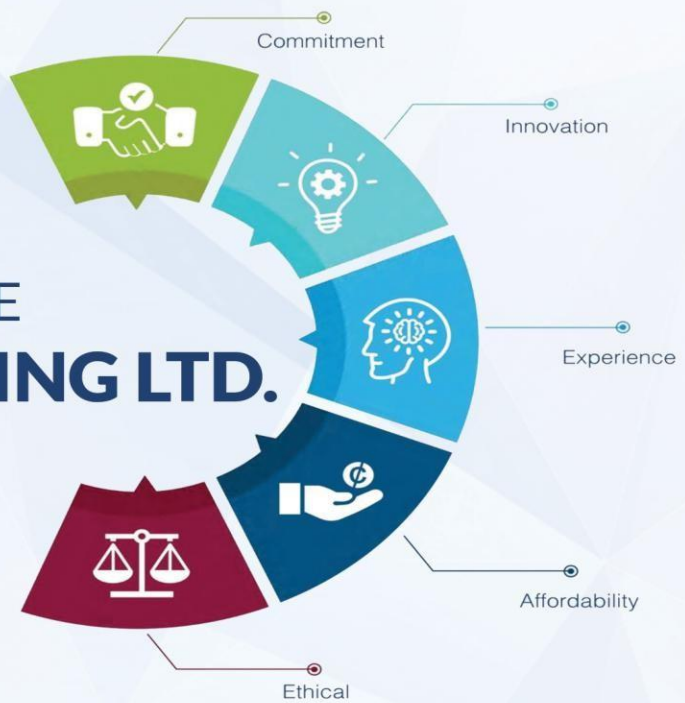 Commitment
Innovation
E
ING LTD.
Experience
¢
Affordability
Ethical